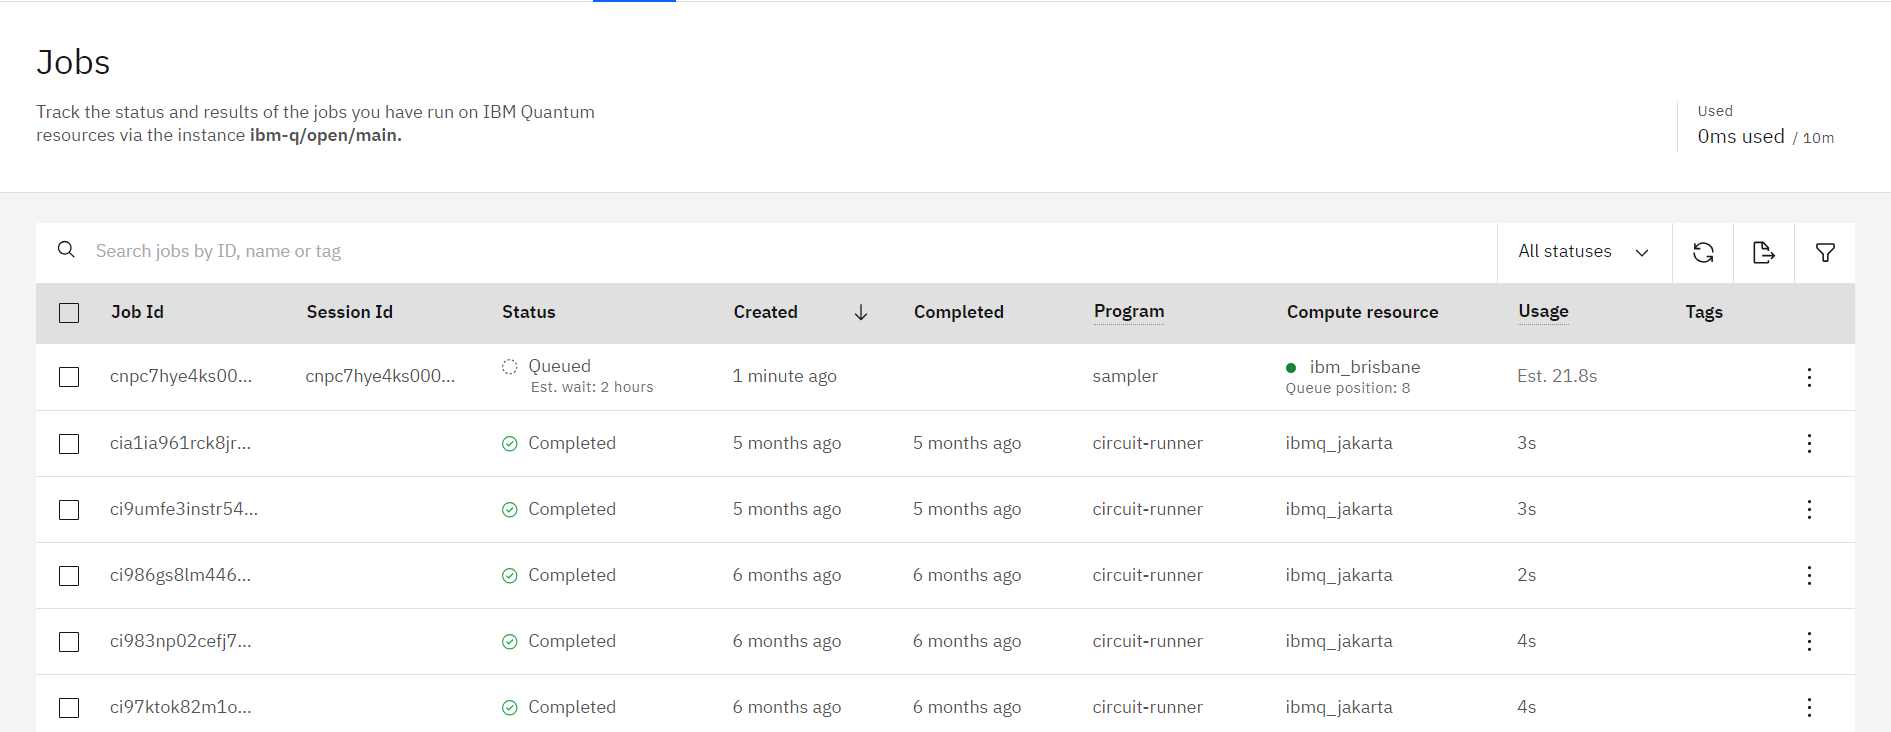 Jobs
Track the status and results of the jobs you have run on IBM Quantum
resources via the instance ibm-q/open/main.
Used
0ms used / 10m
Search jobs by ID, name or tag
All statuses
Job Id Session Id Status Created Completed Program Compute resource Usage Tags
cnpc7hye4ks00... cnpc7hye4ks000... Queued 1 minute ago sampler ibm_brisbane Est. 21.8s
Est. wait: 2 hours Queue position: 8
cia1ia961rck8jr... Completed 5 months ago 5 months ago circuit-runner ibmq_jakarta 3s
ci9umfe3instr54... Completed 5 months ago 5 months ago circuit-runner ibmq_jakarta 3s
ci986gs8lm446... Completed 6 months ago 6 months ago circuit-runner ibmq_jakarta 2s
ci983np02cefj7... Completed 6 months ago 6 months ago circuit-runner ibmq_jakarta 4s
ci97ktok82m1o... Completed 6 months ago 6 months ago circuit-runner ibmq_jakarta 4s